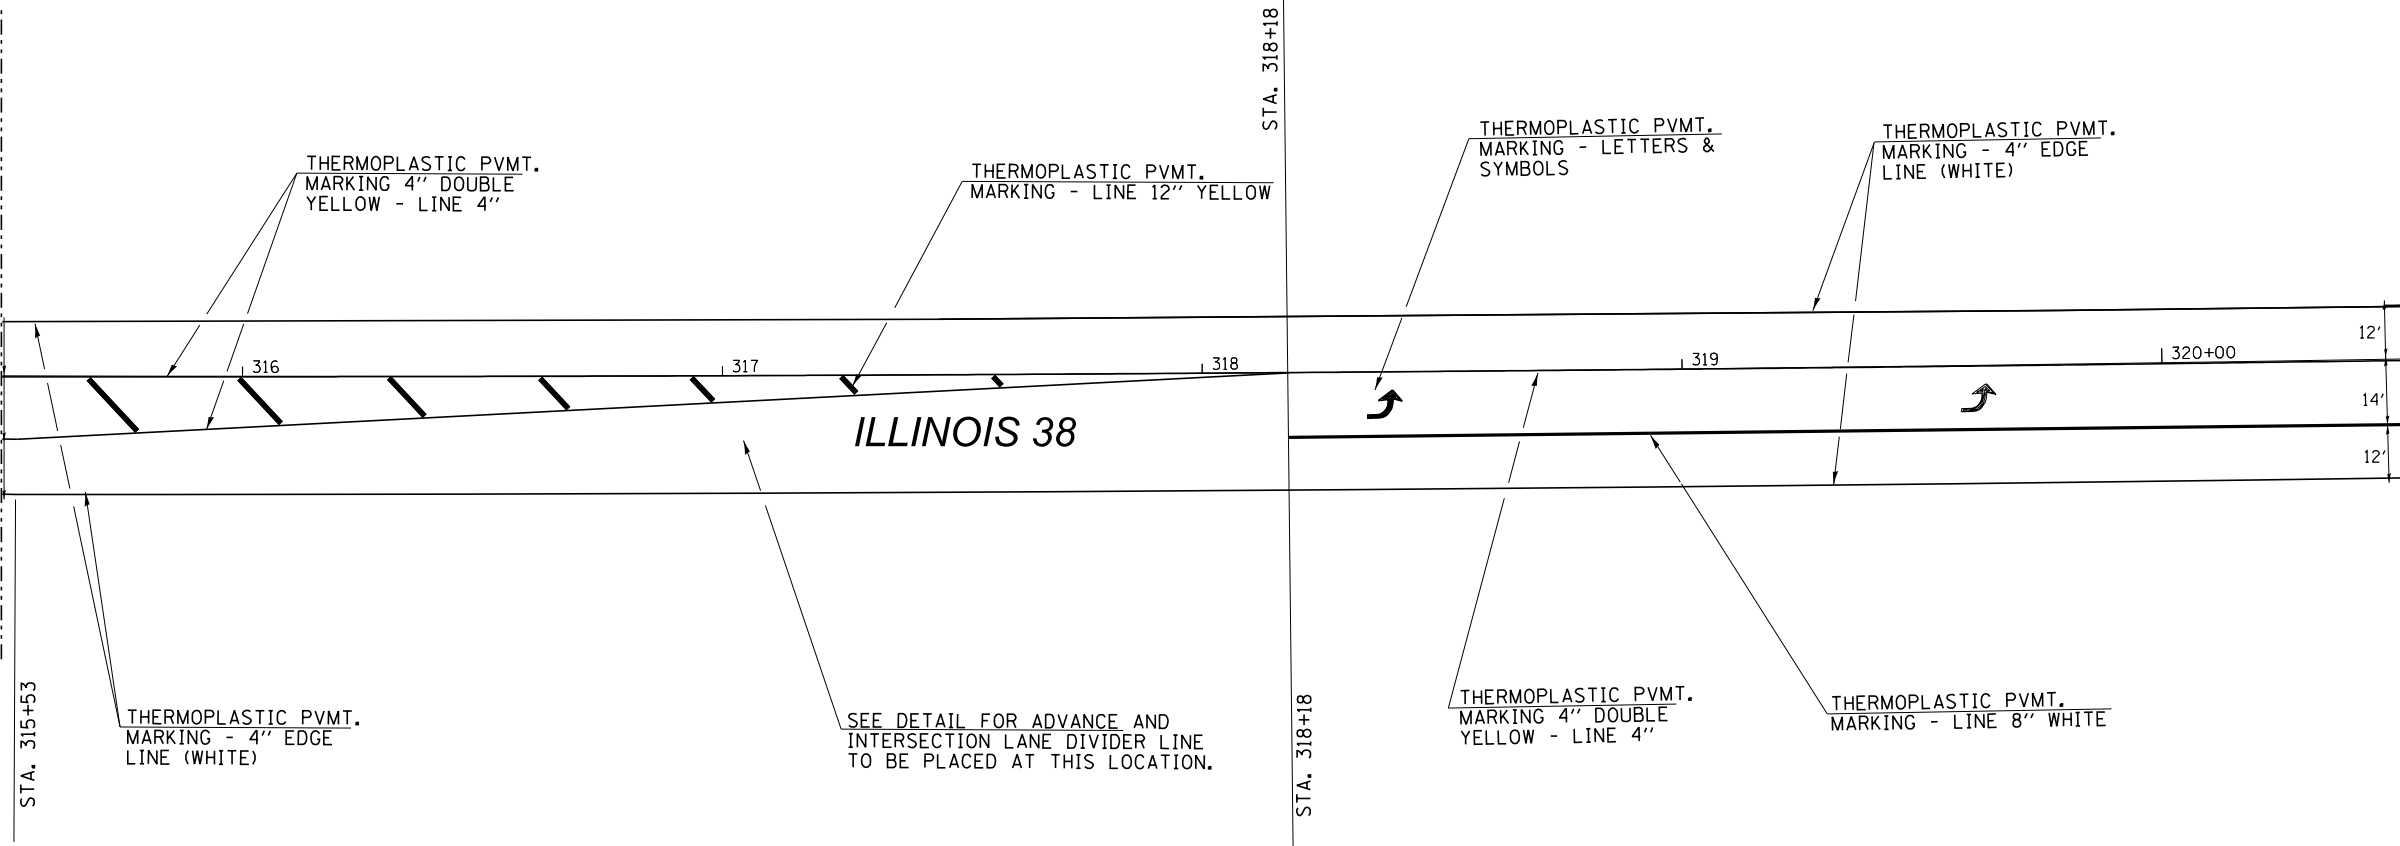 STA. 318+18
THERMOPLASTIC PVMT.
MARKING 4'' DOUBLE
YELLOW - LINE 4''
THERMOPLASTIC PVMT.
MARKING - LINE 12'' YELLOW
THERMOPLASTIC PVMT.
MARKING - LETTERS &
SYMBOLS
THERMOPLASTIC PVMT.
MARKING - 4'' EDGE
LINE (WHITE)
316
317
318
319
320+00
12'
14'
12'
ILLINOIS 38
STA. 315+53
THERMOPLASTIC PVMT.
MARKING - 4'' EDGE
LINE (WHITE)
SEE DETAIL FOR ADVANCE AND
INTERSECTION LANE DIVIDER LINE
TO BE PLACED AT THIS LOCATION.
STA. 318+18
THERMOPLASTIC PVMT.
MARKING 4'' DOUBLE
YELLOW - LINE 4''
THERMOPLASTIC PVMT.
MARKING - LINE 8'' WHITE